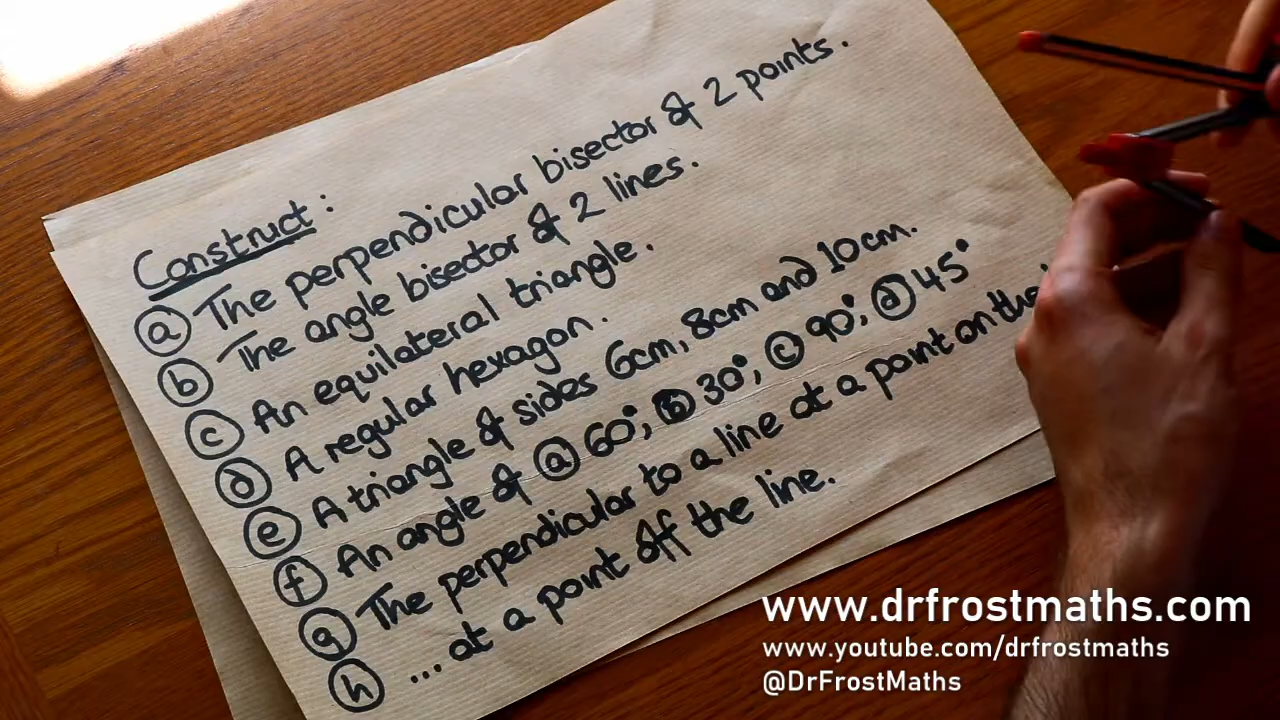 Construct:
(a) The perpendicular bisector of 2 points.
(b) The angle bisector of 2 lines.
(c) An equilateral triangle.
(d) A regular hexagon.
(e) A triangle of sides 6cm, 8cm and 10cm.
(f) An angle of (a) 60°; (b) 30°; (c) 90°; (d) 45°
(g) The perpendicular to a line at a point on the
(h) ...at a point off the line.
www.drfrostmaths.com
www.youtube.com/drfrostmaths
@DrFrostMaths